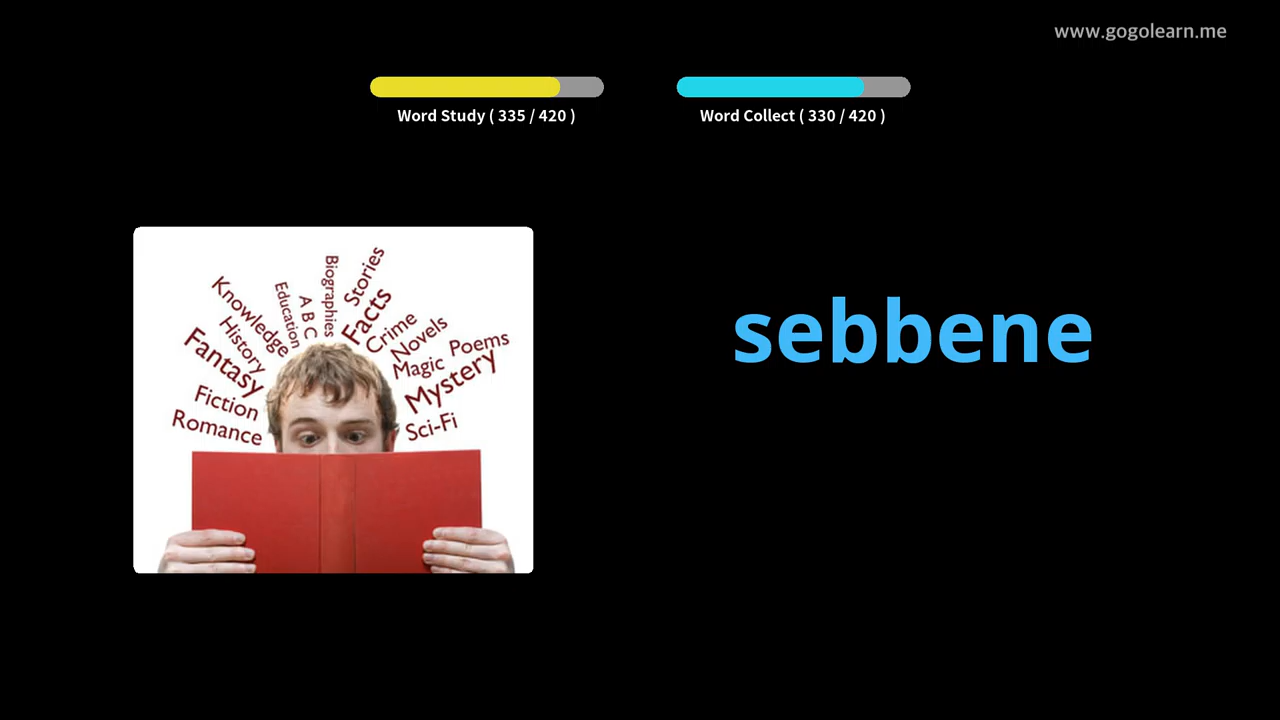 www.gogolearn.me
Word Study ( 335 / 420 )
Word Collect ( 330 / 420 )
sebbene
Knowledge
Education
A B C
Biographies
Stories
Facts
Crime
Novels
Poems
Magic
Mystery
Sci-Fi
History
Fantasy
Fiction
Romance